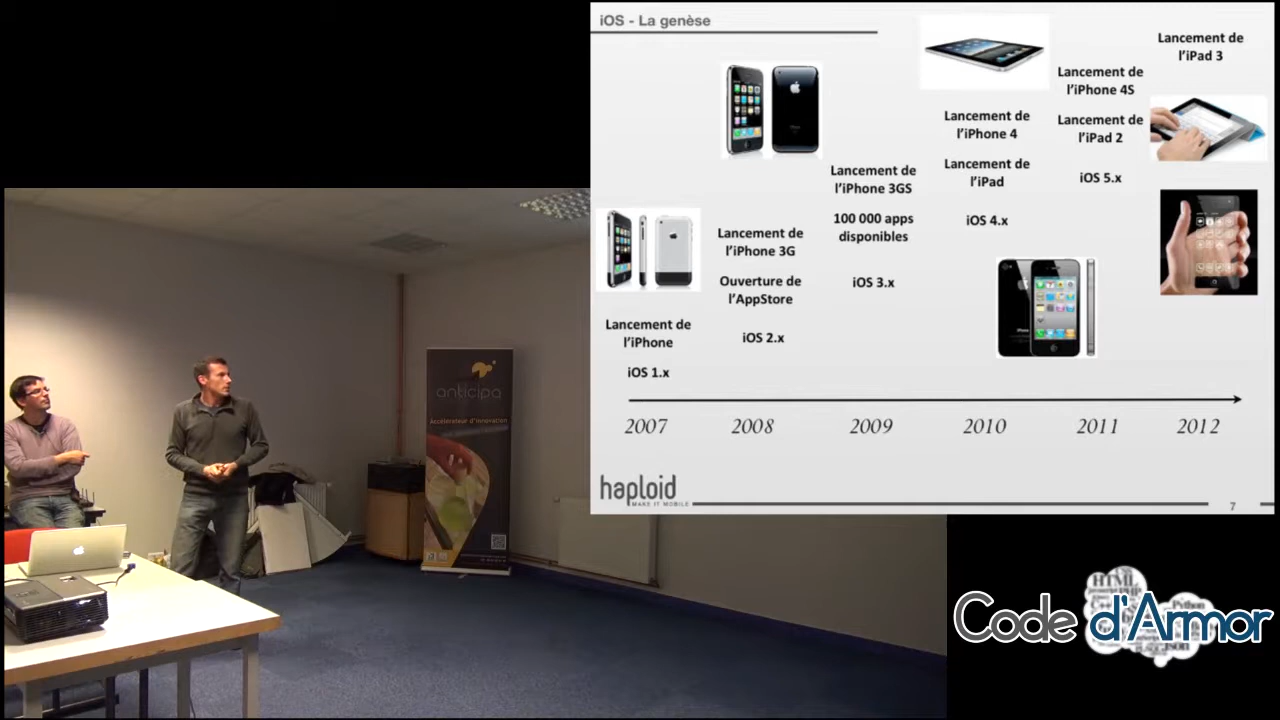 iOS - La genèse
Lancement de
l'iPhone
iOS 1.x
Lancement de
l'iPhone 3G
Ouverture de
l'AppStore
iOS 2.x
Lancement de
l'iPhone 3GS
100 000 apps
disponibles
iOS 3.x
Lancement de
l'iPhone 4
Lancement de
l'iPad
iOS 4.x
Lancement de
l'iPhone 4S
Lancement de
l'iPad 2
iOS 5.x
Lancement de
l'iPad 3
2007 2008 2009 2010 2011 2012
haploid
MAKE IT MOBILE
7
anticipa
Accélérateur d'innovation
Code d'Armor
HTML
Python